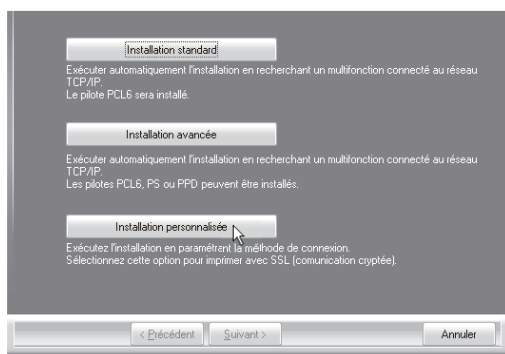 Installation standard
Exécuter automatiquement l'installation en recherchant un multifonction connecté au réseau
TCP/IP.
Le pilote PCL6 sera installé.
Installation avancée
Exécuter automatiquement l'installation en recherchant un multifonction connecté au réseau
TCP/IP.
Les pilotes PCL6, PS ou PPD peuvent être installés.
Installation personnalisée
Exécutez l'installation en paramétrant la méthode de connexion.
Sélectionnez cette option pour imprimer avec SSL (comunication cryptée).
< Précédent Suivant > Annuler